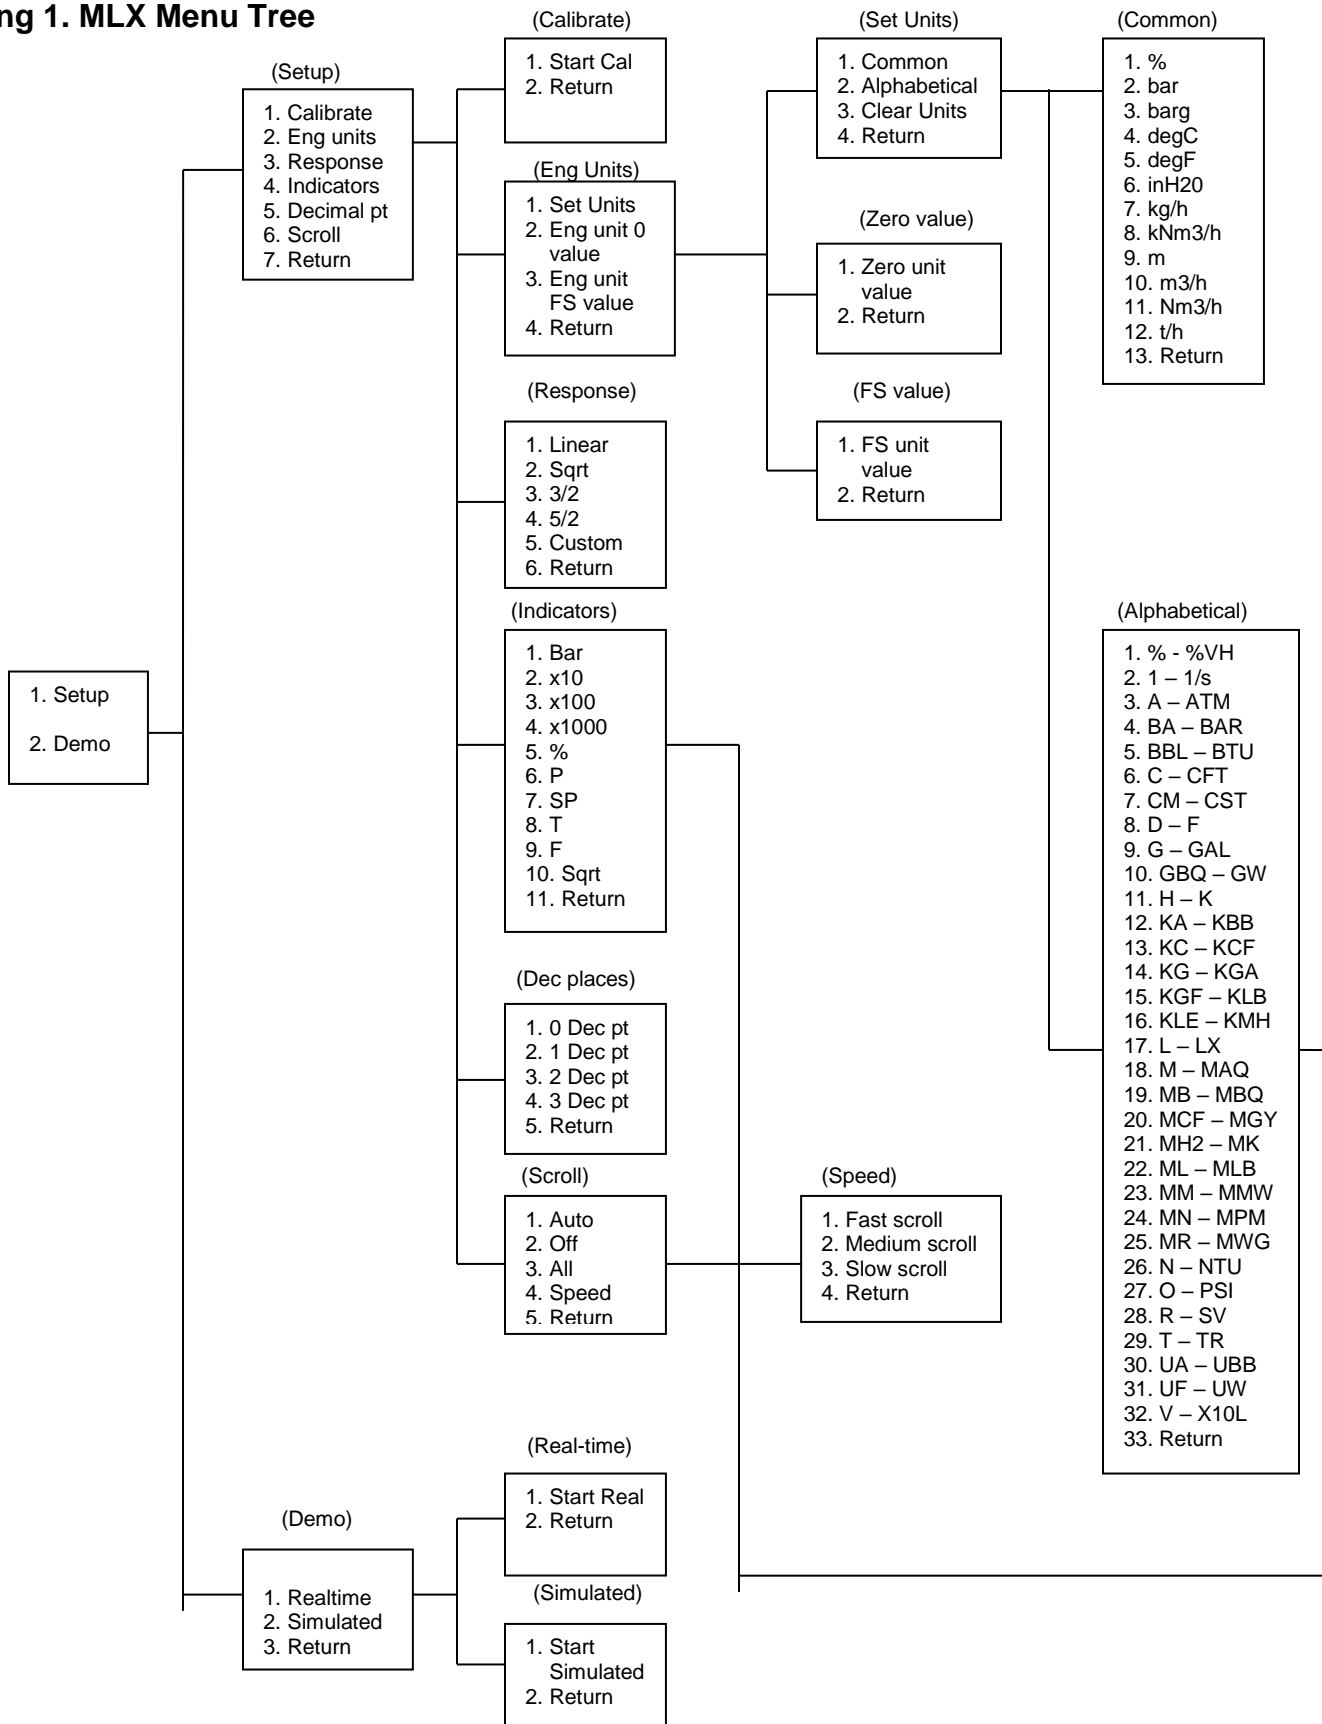 ng 1. MLX Menu Tree
1. Setup
2. Demo
(Setup)
1. Calibrate
2. Eng units
3. Response
4. Indicators
5. Decimal pt
6. Scroll
7. Return
(Calibrate)
1. Start Cal
2. Return
(Eng Units)
1. Set Units
2. Eng unit 0
value
3. Eng unit
FS value
4. Return
(Response)
1. Linear
2. Sqrt
3. 3/2
4. 5/2
5. Custom
6. Return
(Indicators)
1. Bar
2. x10
3. x100
4. x1000
5. %
6. P
7. SP
8. T
9. F
10. Sqrt
11. Return
(Dec places)
1. 0 Dec pt
2. 1 Dec pt
3. 2 Dec pt
4. 3 Dec pt
5. Return
(Scroll)
1. Auto
2. Off
3. All
4. Speed
5. Return
(Set Units)
1. Common
2. Alphabetical
3. Clear Units
4. Return
(Zero value)
1. Zero unit
value
2. Return
(FS value)
1. FS unit
value
2. Return
(Speed)
1. Fast scroll
2. Medium scroll
3. Slow scroll
4. Return
(Common)
1. %
2. bar
3. barg
4. degC
5. degF
6. inH20
7. kg/h
8. kNm3/h
9. m
10. m3/h
11. Nm3/h
12. t/h
13. Return
(Alphabetical)
1. % - %VH
2. 1 – 1/s
3. A – ATM
4. BA – BAR
5. BBL – BTU
6. C – CFT
7. CM – CST
8. D – F
9. G – GAL
10. GBQ – GW
11. H – K
12. KA – KBB
13. KC – KCF
14. KG – KGA
15. KGF – KLB
16. KLE – KMH
17. L – LX
18. M – MAQ
19. MB – MBQ
20. MCF – MGY
21. MH2 – MK
22. ML – MLB
23. MM – MMW
24. MN – MPM
25. MR – MWG
26. N – NTU
27. O – PSI
28. R – SV
29. T – TR
30. UA – UBB
31. UF – UW
32. V – X10L
33. Return
(Demo)
1. Realtime
2. Simulated
3. Return
(Real-time)
1. Start Real
2. Return
(Simulated)
1. Start
Simulated
2. Return